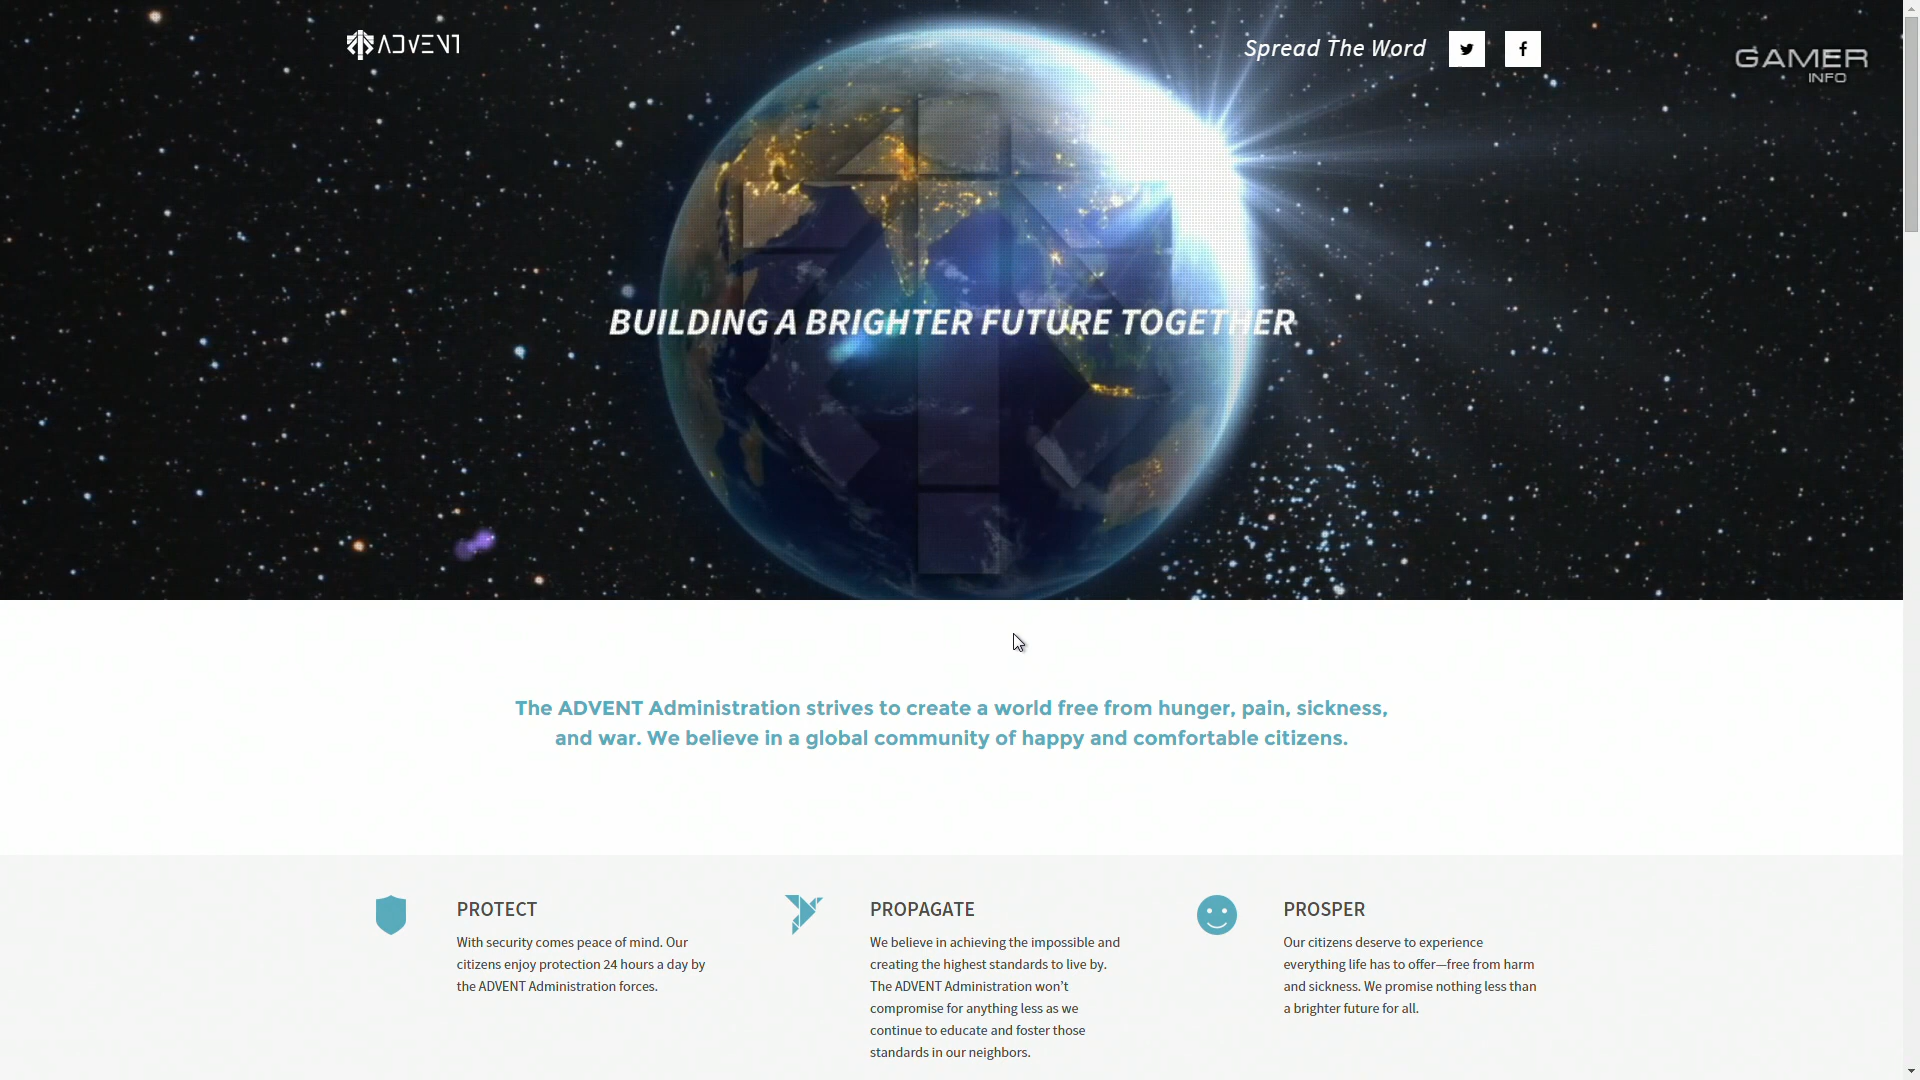 ADVENT
Spread The Word
GAMER
INFO
BUILDING A BRIGHTER FUTURE TOGETHER
The ADVENT Administration strives to create a world free from hunger, pain, sickness,
and war. We believe in a global community of happy and comfortable citizens.
PROTECT
With security comes peace of mind. Our
citizens enjoy protection 24 hours a day by
the ADVENT Administration forces.
PROPAGATE
We believe in achieving the impossible and
creating the highest standards to live by.
The ADVENT Administration won't
compromise for anything less as we
continue to educate and foster those
standards in our neighbors.
PROSPER
Our citizens deserve to experience
everything life has to offer—free from harm
and sickness. We promise nothing less than
a brighter future for all.